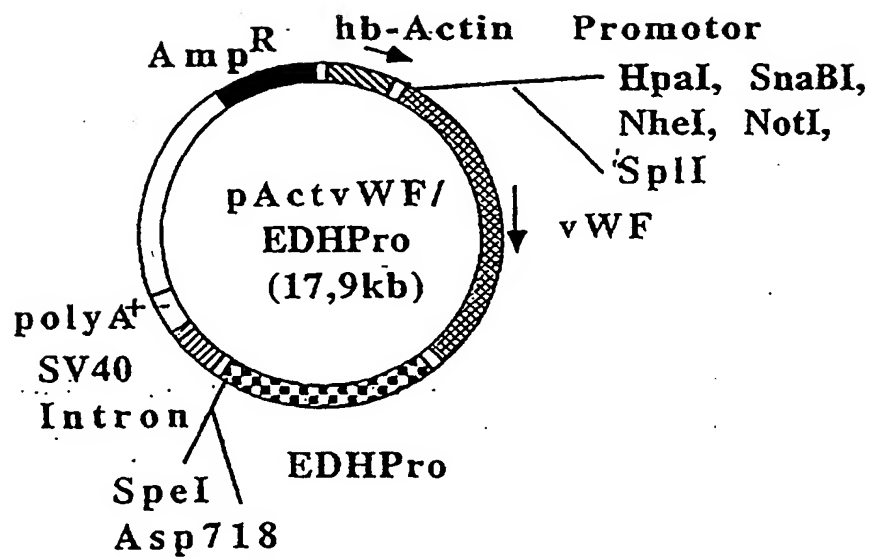 Amp^R
hb-Actin Promotor
HpaI, SnaBI,
NheI, NotI,
SplI
pActvWF/
EDHPro
(17,9kb)
vWF
polyA+
SV40
Intron
SpeI
Asp718
EDHPro